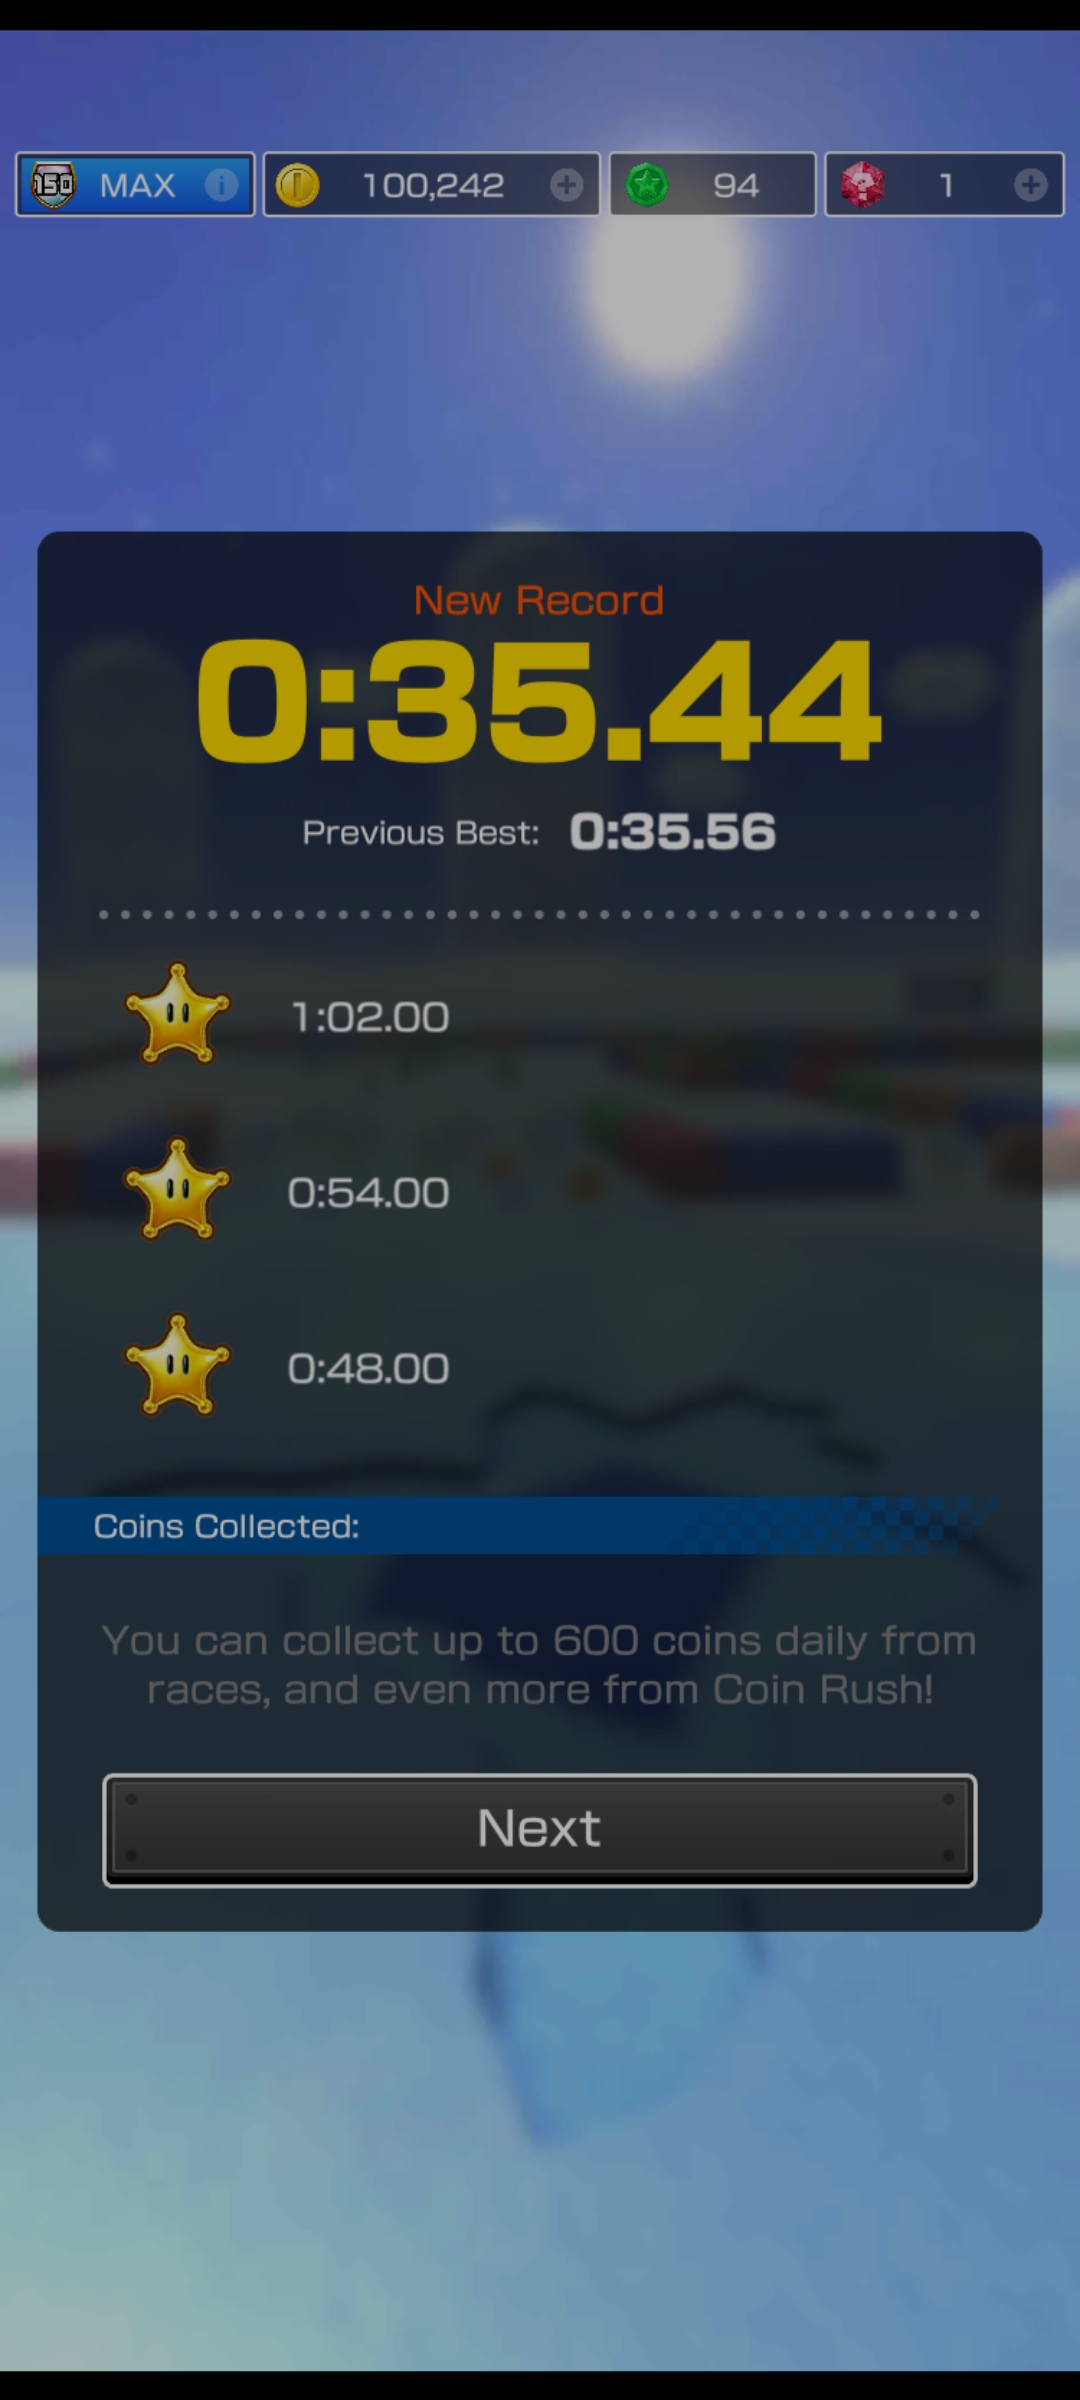 150 MAX i 100,242 + 94 1 +
New Record
0:35.44
Previous Best: 0:35.56
1:02.00
0:54.00
0:48.00
Coins Collected:
You can collect up to 600 coins daily from
races, and even more from Coin Rush!
Next